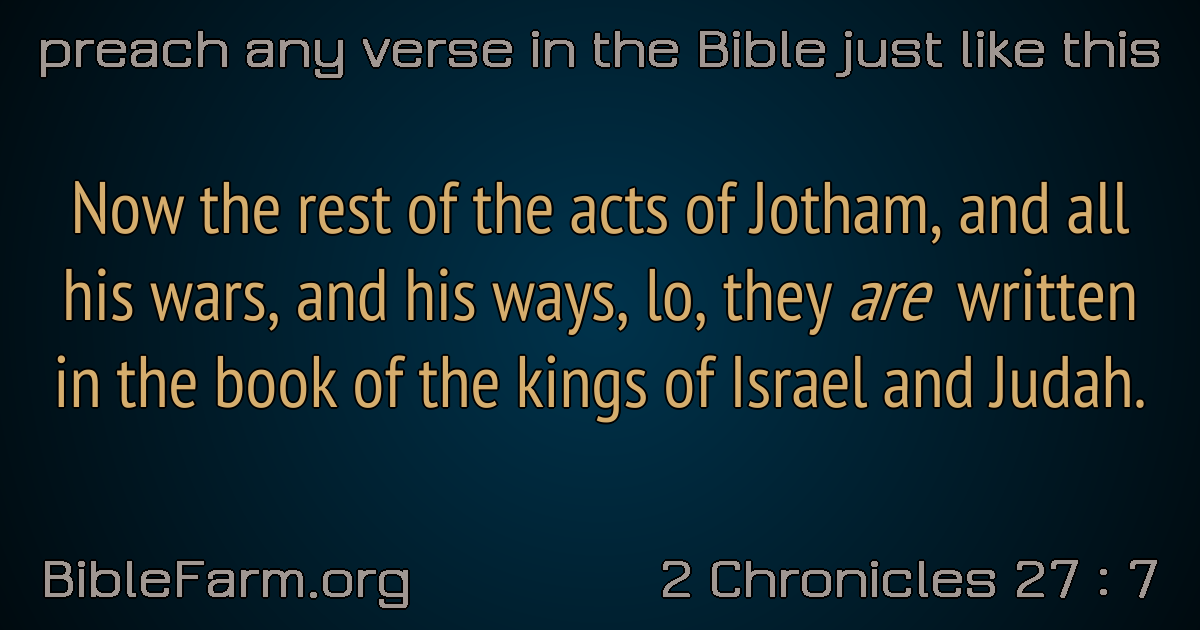 preach any verse in the Bible just like this
Now the rest of the acts of Jotham, and all
his wars, and his ways, lo, they are written
in the book of the kings of Israel and Judah.
BibleFarm.org
2 Chronicles 27 : 7